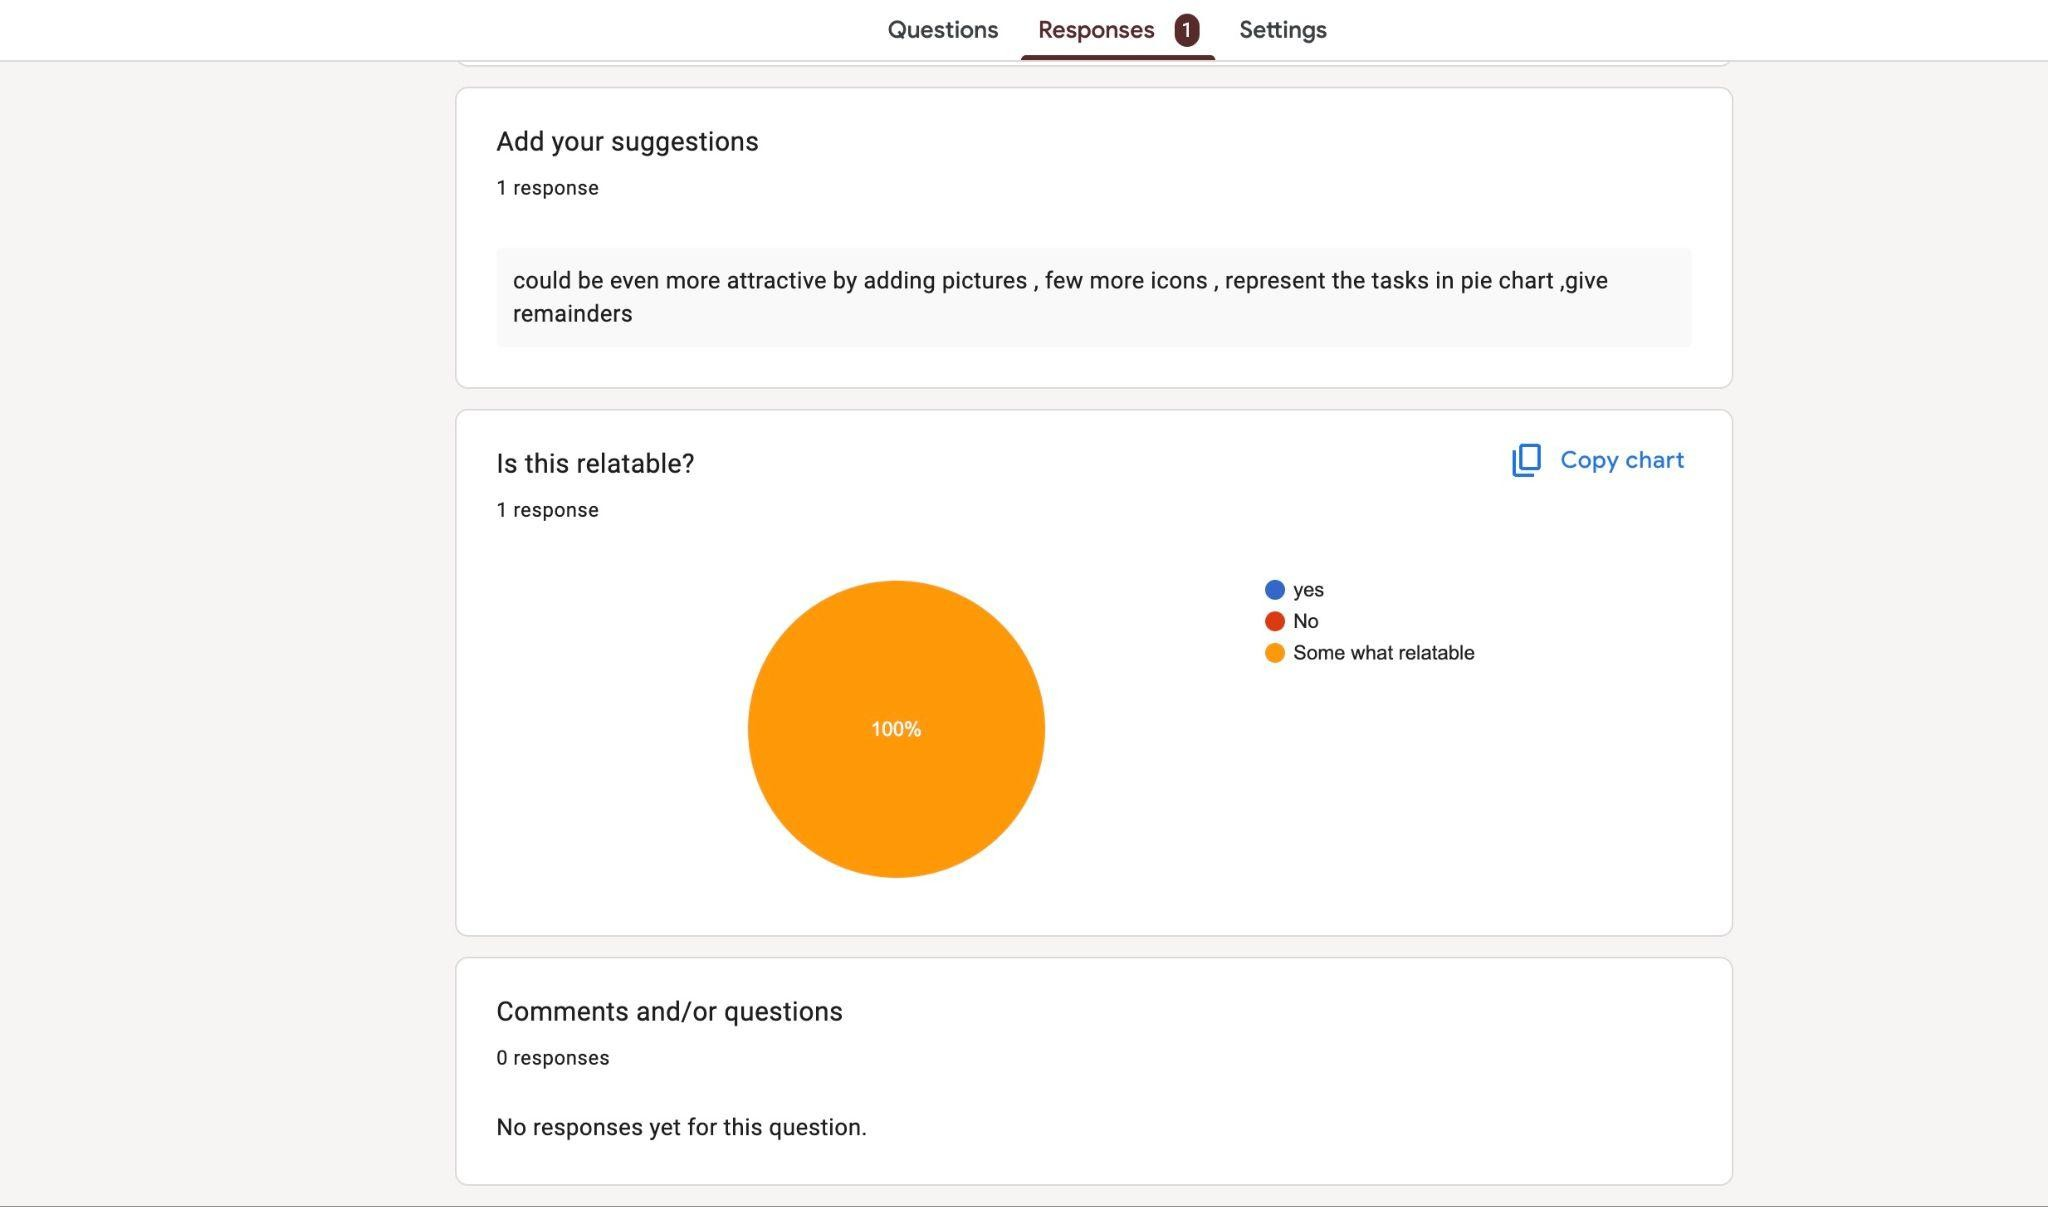 Questions
Responses 1
Settings
Add your suggestions
1 response
could be even more attractive by adding pictures , few more icons , represent the tasks in pie chart ,give
remainders
Is this relatable?
Copy chart
1 response
yes
No
Some what relatable
100%
Comments and/or questions
0 responses
No responses yet for this question.